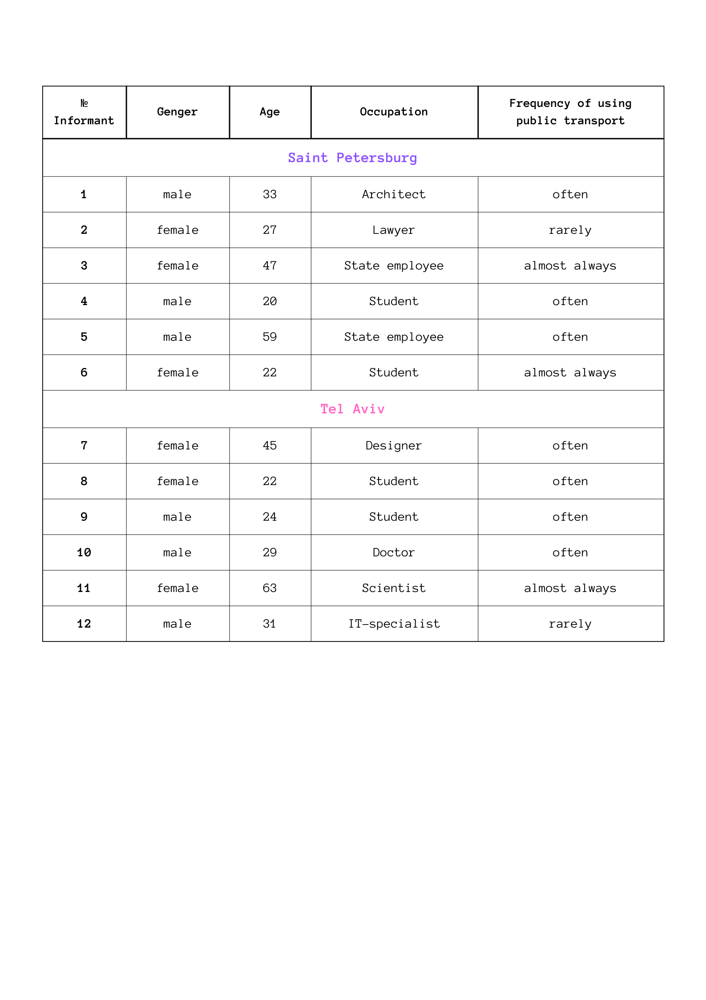 № Informant Genger Age Occupation Frequency of using public transport
Saint Petersburg
1 male 33 Architect often
2 female 27 Lawyer rarely
3 female 47 State employee almost always
4 male 20 Student often
5 male 59 State employee often
6 female 22 Student almost always
Tel Aviv
7 female 45 Designer often
8 female 22 Student often
9 male 24 Student often
10 male 29 Doctor often
11 female 63 Scientist almost always
12 male 31 IT-specialist rarely